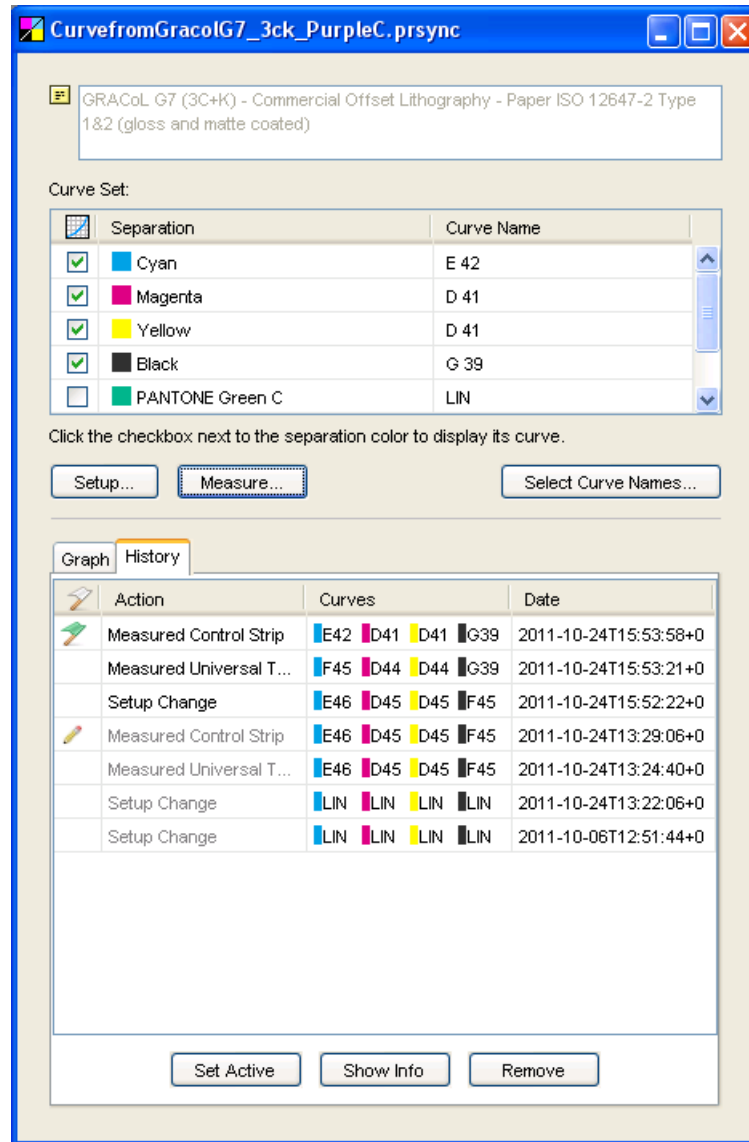 CurvefromGracolG7_3ck_PurpleC.prsync
GRACoL G7 (3C+K) - Commercial Offset Lithography - Paper ISO 12647-2 Type
1&2 (gloss and matte coated)
Curve Set:
Separation Curve Name
Cyan E 42
Magenta D 41
Yellow D 41
Black G 39
PANTONE Green C LIN
Click the checkbox next to the separation color to display its curve.
Setup... Measure... Select Curve Names...
Graph History
Action Curves Date
Measured Control Strip E42 D41 D41 G39 2011-10-24T15:53:58+0
Measured Universal T... F45 D44 D44 G39 2011-10-24T15:53:21+0
Setup Change E46 D45 D45 F45 2011-10-24T15:52:22+0
Measured Control Strip E46 D45 D45 F45 2011-10-24T13:29:06+0
Measured Universal T... E46 D45 D45 F45 2011-10-24T13:24:40+0
Setup Change LIN LIN LIN LIN 2011-10-24T13:22:06+0
Setup Change LIN LIN LIN LIN 2011-10-06T12:51:44+0
Set Active Show Info Remove